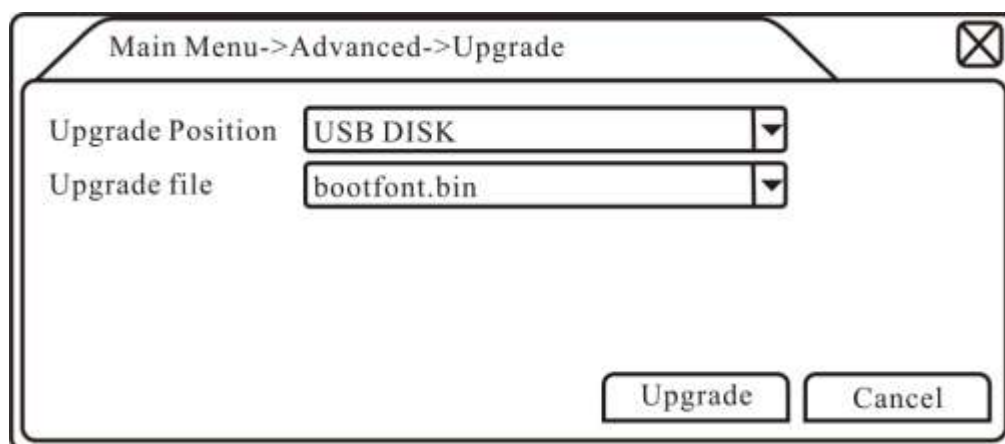 Main Menu->Advanced->Upgrade
Upgrade Position USB DISK
Upgrade file bootfont.bin
Upgrade Cancel